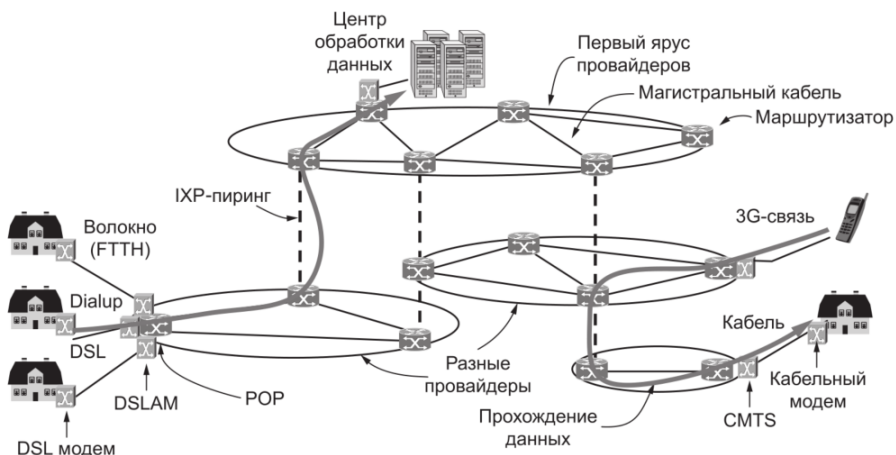 Центр
обработки
данных
Первый ярус
провайдеров
Магистральный кабель
Маршрутизатор
IXP-пиринг
3G-связь
Волокно
(FTTH)
Dialup
DSL
Кабель
Разные
провайдеры
POP
DSLAM
DSL модем
Прохождение
данных
CMTS
Кабельный
модем